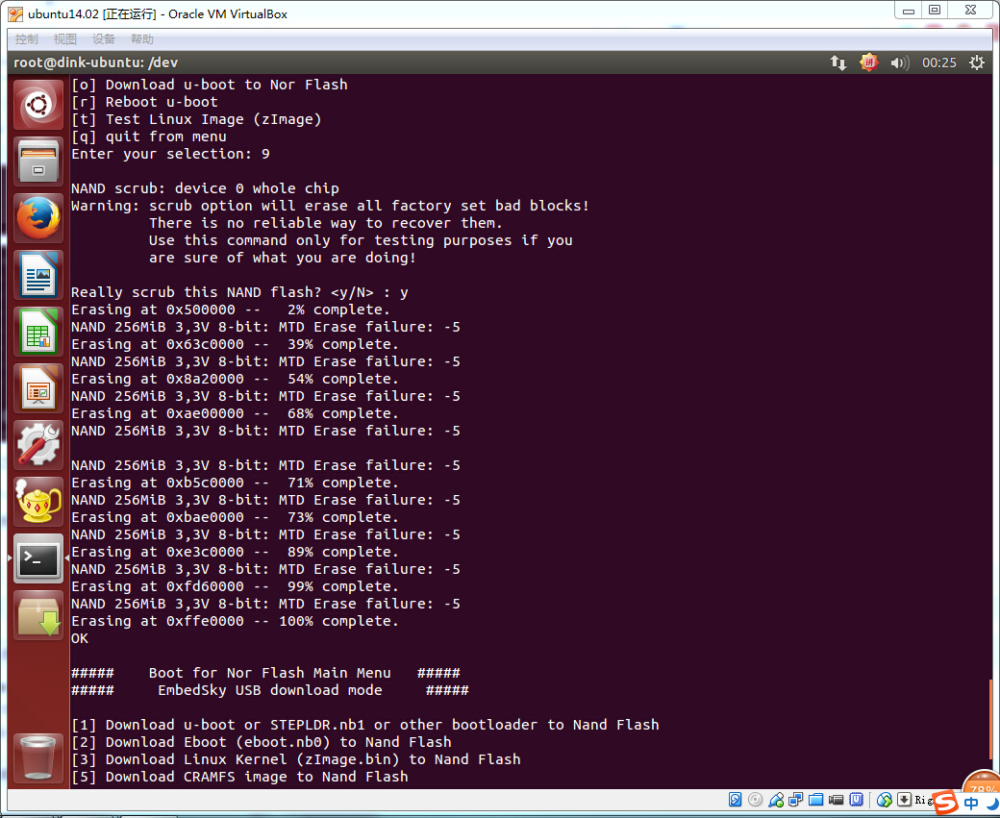 ubuntu14.02 [正在运行] - Oracle VM VirtualBox
控制 视图 设备 帮助
root@dink-ubuntu: /dev
拼 00:25
[o] Download u-boot to Nor Flash
[r] Reboot u-boot
[t] Test Linux Image (zImage)
[q] quit from menu
Enter your selection: 9
NAND scrub: device 0 whole chip
Warning: scrub option will erase all factory set bad blocks!
There is no reliable way to recover them.
Use this command only for testing purposes if you
are sure of what you are doing!
Really scrub this NAND flash? <y/N> : y
Erasing at 0x500000 --   2% complete.
NAND 256MiB 3,3V 8-bit: MTD Erase failure: -5
Erasing at 0x63c0000 --  39% complete.
NAND 256MiB 3,3V 8-bit: MTD Erase failure: -5
Erasing at 0x8a20000 --  54% complete.
NAND 256MiB 3,3V 8-bit: MTD Erase failure: -5
Erasing at 0xae00000 --  68% complete.
NAND 256MiB 3,3V 8-bit: MTD Erase failure: -5
NAND 256MiB 3,3V 8-bit: MTD Erase failure: -5
Erasing at 0xb5c0000 --  71% complete.
NAND 256MiB 3,3V 8-bit: MTD Erase failure: -5
Erasing at 0xbae0000 --  73% complete.
NAND 256MiB 3,3V 8-bit: MTD Erase failure: -5
Erasing at 0xe3c0000 --  89% complete.
NAND 256MiB 3,3V 8-bit: MTD Erase failure: -5
Erasing at 0xfd60000 --  99% complete.
NAND 256MiB 3,3V 8-bit: MTD Erase failure: -5
Erasing at 0xffe0000 -- 100% complete.
OK
#####    Boot for Nor Flash Main Menu   #####
#####     EmbedSky USB download mode     #####
[1] Download u-boot or STEPLDR.nb1 or other bootloader to Nand Flash
[2] Download Eboot (eboot.nb0) to Nand Flash
[3] Download Linux Kernel (zImage.bin) to Nand Flash
[5] Download CRAMFS image to Nand Flash
78%
Rig
S 中